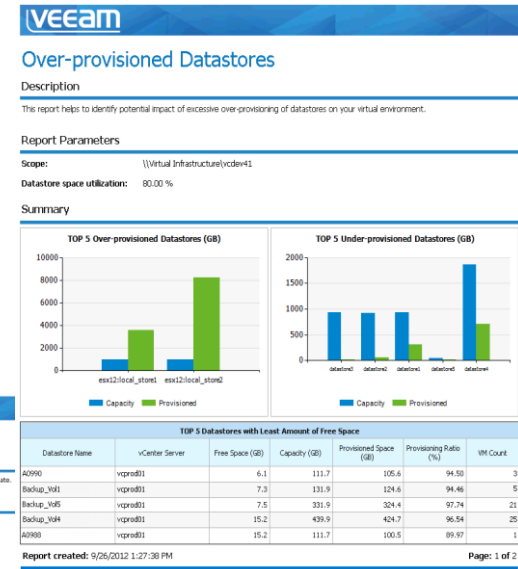 veeam
Over-provisioned Datastores
Description
This report helps to identify potential impact of excessive over-provisioning of datastores on your virtual environment.
Report Parameters
Scope: \\Virtual Infrastructure\vcdev41
Datastore space utilization: 80.00 %
Summary
TOP 5 Over-provisioned Datastores (GB)
10000
8000
6000
4000
2000
0
esx12:local_store1 esx12:local_store2
Capacity Provisioned
TOP 5 Under-provisioned Datastores (GB)
2000
1500
1000
500
0
datastore3 datastore2 datastore1 datastore5 datastore4
Capacity Provisioned
TOP 5 Datastores with Least Amount of Free Space
Datastore Name vCenter Server Free Space (GB) Capacity (GB) Provisioned Space (GB) Provisioning Ratio (%) VM Count
A0990 vcprod01 6.1 111.7 105.6 94.50 3
Backup_Vol1 vcprod01 7.3 131.9 124.6 94.46 5
Backup_Vol5 vcprod01 7.5 331.9 324.4 97.74 21
Backup_Vol4 vcprod01 15.2 439.9 424.7 96.54 25
A0988 vcprod01 15.2 111.7 100.5 89.97 1
Report created: 9/26/2012 1:27:38 PM Page: 1 of 2